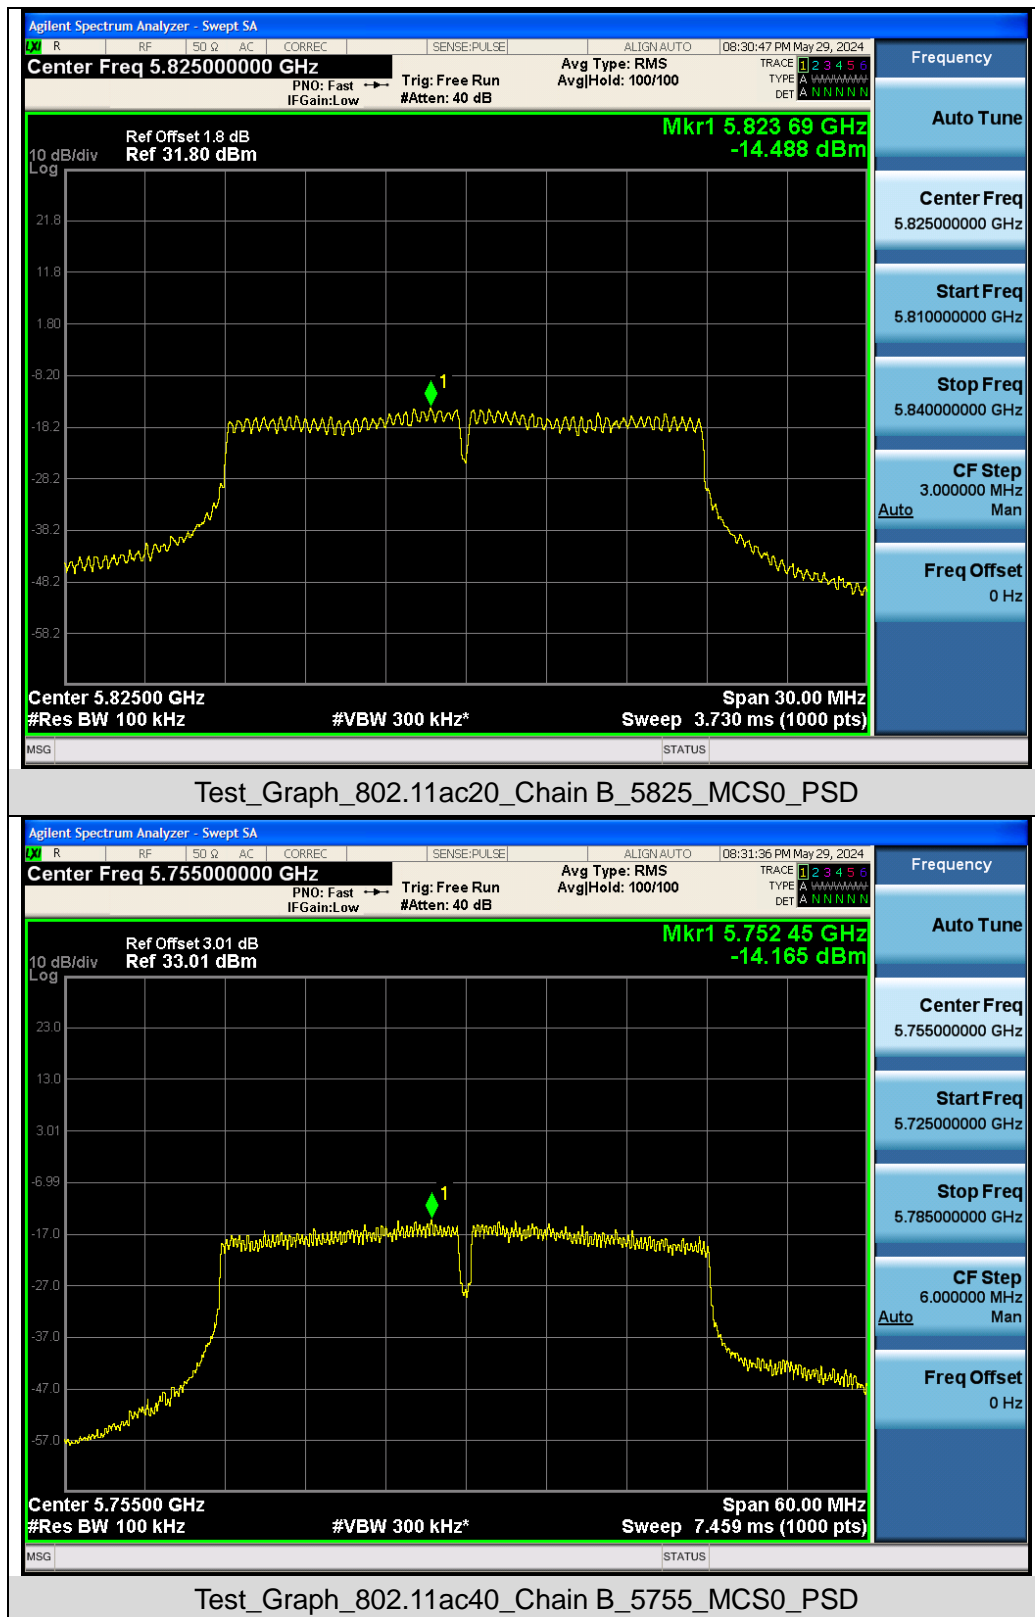 Agilent Spectrum Analyzer - Swept SA
LXI R RF 50 Ω AC CORREC SENSE:PULSE ALIGN AUTO 08:30:47 PM May 29, 2024
Center Freq 5.825000000 GHz
PNO: Fast
IFGain:Low
Trig: Free Run
#Atten: 40 dB
Avg Type: RMS
Avg|Hold: 100/100
TRACE 1 2 3 4 5 6
TYPE A WWWWW
DET A N N N N N
Mkr1 5.823 69 GHz
-14.488 dBm
Ref Offset 1.8 dB
10 dB/div Ref 31.80 dBm
Log
21.8
11.8
1.80
-8.20
1
-18.2
-28.2
-38.2
-48.2
-58.2
Center 5.82500 GHz Span 30.00 MHz
#Res BW 100 kHz #VBW 300 kHz* Sweep 3.730 ms (1000 pts)
MSG STATUS
Frequency
Auto Tune
Center Freq
5.825000000 GHz
Start Freq
5.810000000 GHz
Stop Freq
5.840000000 GHz
CF Step
3.000000 MHz
Auto Man
Freq Offset
0 Hz
Test_Graph_802.11ac20_Chain B_5825_MCS0_PSD
Agilent Spectrum Analyzer - Swept SA
LXI R RF 50 Ω AC CORREC SENSE:PULSE ALIGN AUTO 08:31:36 PM May 29, 2024
Center Freq 5.755000000 GHz
PNO: Fast
IFGain:Low
Trig: Free Run
#Atten: 40 dB
Avg Type: RMS
Avg|Hold: 100/100
TRACE 1 2 3 4 5 6
TYPE A WWWWW
DET A N N N N N
Mkr1 5.752 45 GHz
-14.165 dBm
Ref Offset 3.01 dB
10 dB/div Ref 33.01 dBm
Log
23.0
13.0
3.01
-6.99
1
-17.0
-27.0
-37.0
-47.0
-57.0
Center 5.75500 GHz Span 60.00 MHz
#Res BW 100 kHz #VBW 300 kHz* Sweep 7.459 ms (1000 pts)
MSG STATUS
Frequency
Auto Tune
Center Freq
5.755000000 GHz
Start Freq
5.725000000 GHz
Stop Freq
5.785000000 GHz
CF Step
6.000000 MHz
Auto Man
Freq Offset
0 Hz
Test_Graph_802.11ac40_Chain B_5755_MCS0_PSD